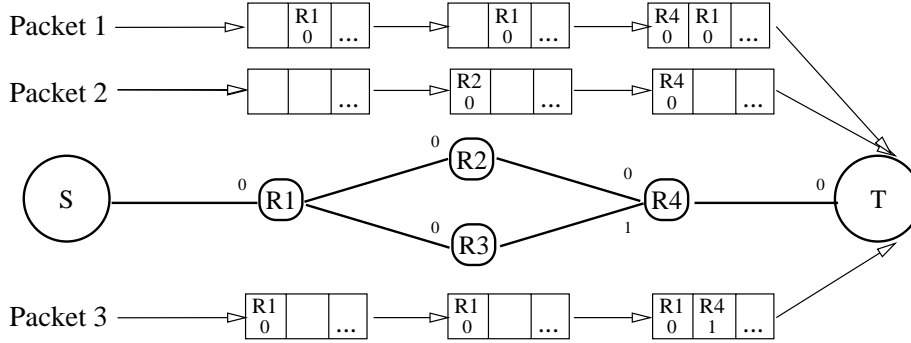 Packet 1 R1 R1 R4 R1
0 ... 0 ... 0 0 ...
Packet 2 R2 R4
... 0 ... 0 ...
0 R2 0
S 0 R1 R4 0 T
0 R3 1
Packet 3 R1 R1 R1 R4
0 ... 0 ... 0 1 ...